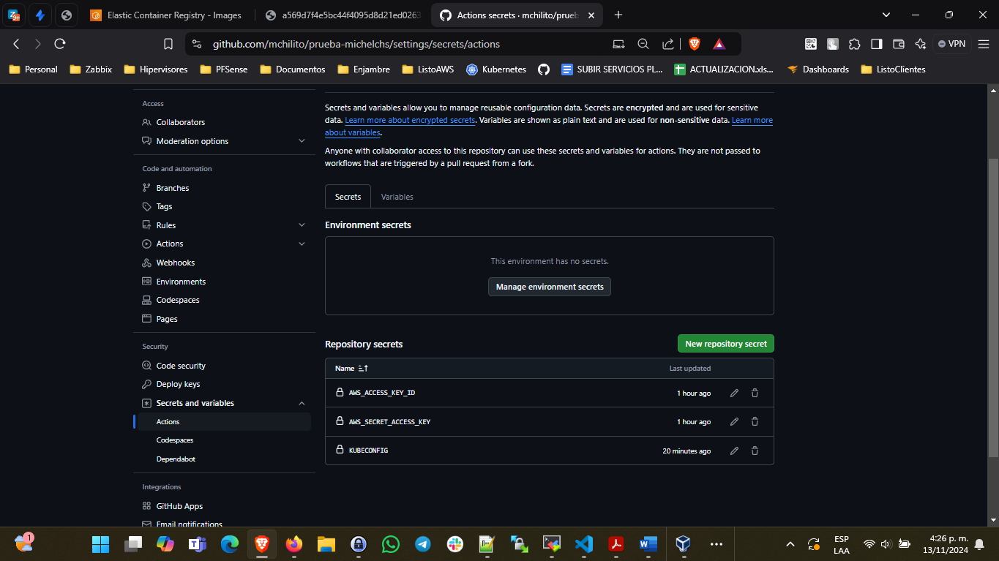 Elastic Container Registry - Images
a569d7f4e5bc44f4095d8d21ed0263
Actions secrets · mchilito/prueb
github.com/mchilito/prueba-michelchs/settings/secrets/actions
VPN
Personal
Zabbix
Hipervisores
PFSense
Documentos
Enjambre
ListoAWS
Kubernetes
SUBIR SERVICIOS PL...
ACTUALIZACION.xls...
Dashboards
ListoClientes
Access
Collaborators
Moderation options
Code and automation
Branches
Tags
Rules
Actions
Webhooks
Environments
Codespaces
Pages
Security
Code security
Deploy keys
Secrets and variables
Actions
Codespaces
Dependabot
Integrations
GitHub Apps
Email notifications
Secrets and variables allow you to manage reusable configuration data. Secrets are encrypted and are used for sensitive
data. Learn more about encrypted secrets. Variables are shown as plain text and are used for non-sensitive data. Learn more
about variables.
Anyone with collaborator access to this repository can use these secrets and variables for actions. They are not passed to
workflows that are triggered by a pull request from a fork.
Secrets
Variables
Environment secrets
This environment has no secrets.
Manage environment secrets
Repository secrets
New repository secret
Name
Last updated
AWS_ACCESS_KEY_ID
1 hour ago
AWS_SECRET_ACCESS_KEY
1 hour ago
KUBECONFIG
20 minutes ago
1
ESP
LAA
4:26 p. m.
13/11/2024